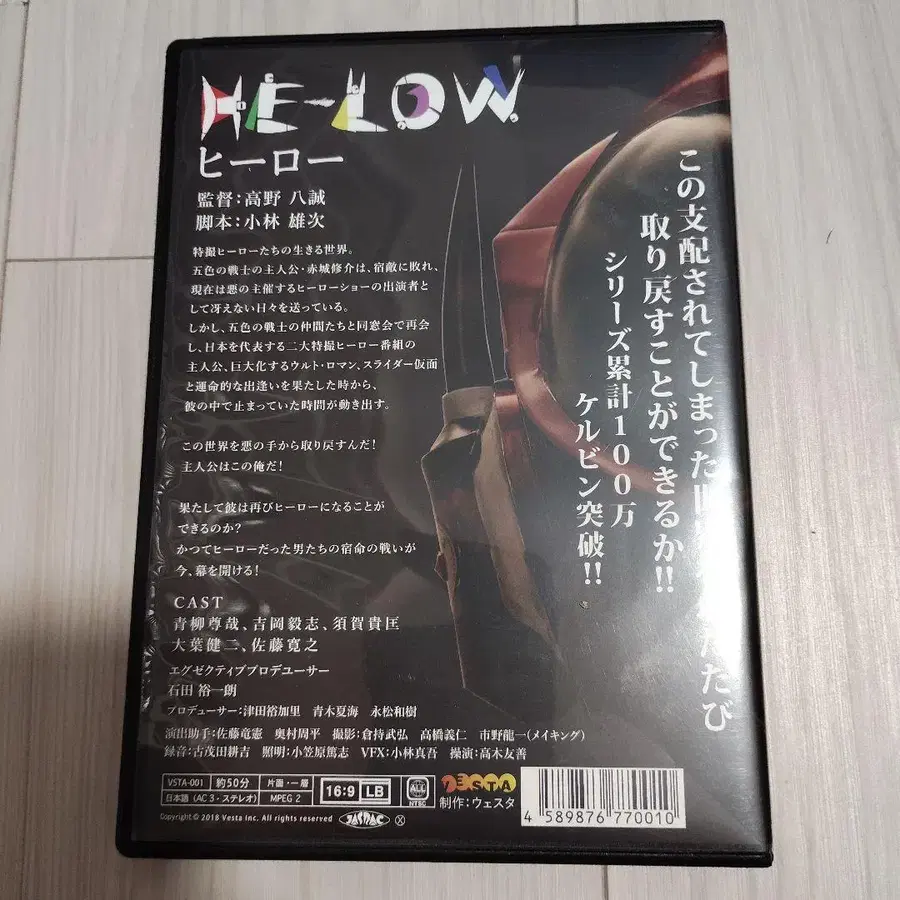 HE-LOW
ヒーロー
監督：高野 八誠
脚本：小林 雄次
特撮ヒーローたちの生きる世界。
五色の戦士の主人公・赤城修介は、宿敵に敗れ、
現在は悪の主催するヒーローショーの出演者と
して冴えない日々を送っている。
しかし、五色の戦士の仲間たちと同窓会で再会
し、日本を代表する二大特撮ヒーロー番組の
主人公、巨大化するウルト・ロマン、スライダー仮面
と運命的な出逢いを果たした時から、
彼の中で止まっていた時間が動き出す。
この世界を悪の手から取り戻すんだ！
主人公はこの俺だ！
果たして彼は再びヒーローになることが
できるのか？
かつてヒーローだった男たちの宿命の戦いが
今、幕を開ける！
この支配されてしまった
たび
取り戻すことができるか!!
シリーズ累計100万
ケルビン突破!!
CAST
青柳尊哉、吉岡毅志、須賀貴匡
大葉健二、佐藤寛之
エグゼクティブプロデューサー
石田 裕一朗
プロデューサー：津田裕加里 青木夏海 永松和樹
演出助手：佐藤竜憲 奥村周平 撮影：倉持武弘 高橋義仁 市野龍一（メイキング）
録音：古茂田耕吉 照明：小笠原篤志 VFX：小林真吾 操演：高木友善
VSTA-001 約50分 片面・一層 16:9 LB ALL NTSC VESTA
日本語（AC3・ステレオ） MPEG 2 制作：ウェスタ
Copyright © 2018 Vesta Inc. All rights reserved JASRAC X
4 589876 770010